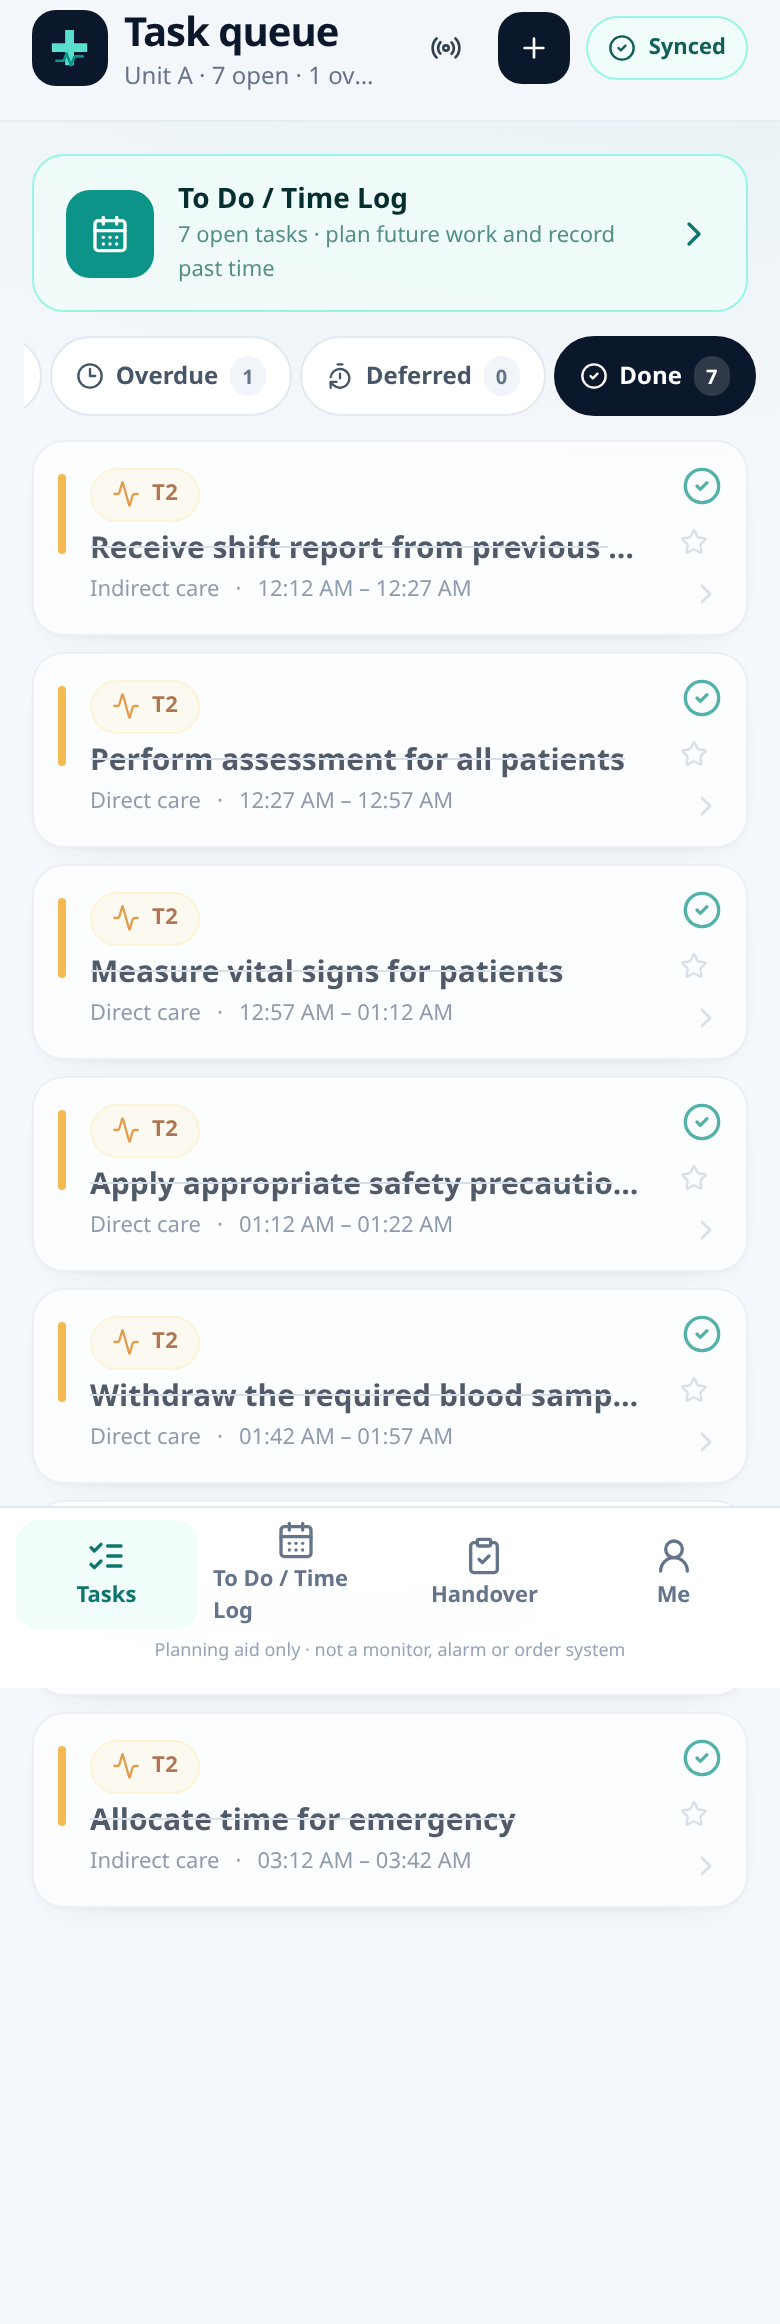 Task queue
Unit A · 7 open · 1 ov...
Synced
To Do / Time Log
7 open tasks · plan future work and record
past time
Overdue 1
Deferred 0
Done 7
T2
Receive shift report from previous ...
Indirect care · 12:12 AM – 12:27 AM
T2
Perform assessment for all patients
Direct care · 12:27 AM – 12:57 AM
T2
Measure vital signs for patients
Direct care · 12:57 AM – 01:12 AM
T2
Apply appropriate safety precautio...
Direct care · 01:12 AM – 01:22 AM
T2
Withdraw the required blood samp...
Direct care · 01:42 AM – 01:57 AM
Tasks
To Do / Time
Log
Handover
Me
Planning aid only · not a monitor, alarm or order system
T2
Allocate time for emergency
Indirect care · 03:12 AM – 03:42 AM